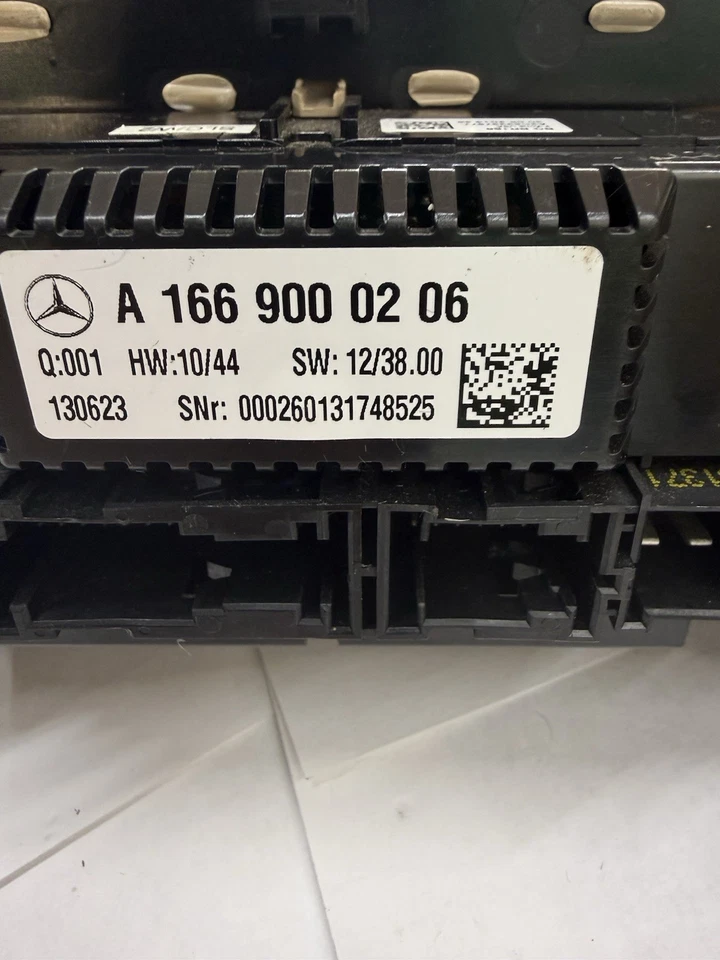 A 166 900 02 06
Q:001 HW:10/44 SW: 12/38.00
130623 SNr: 000260131748525